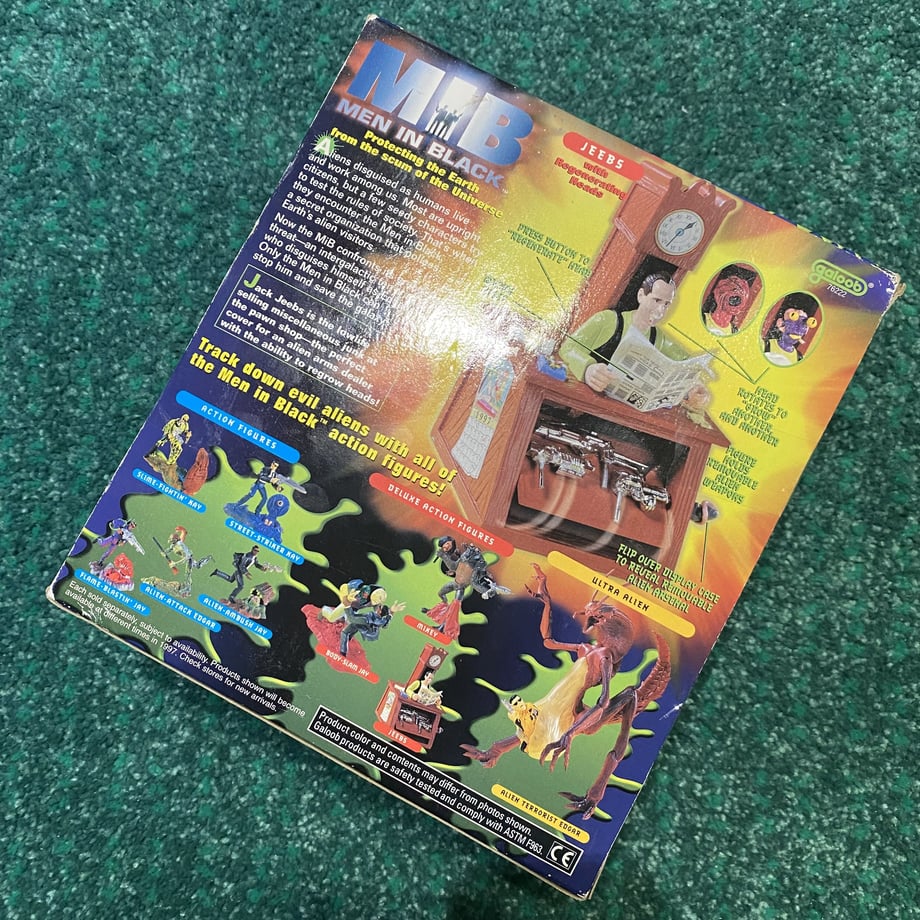 MIB
MEN IN BLACK™
Protecting the Earth
from the scum of the Universe
Aliens disguised as humans live
and work among us. Most are upright
citizens, but a few seedy characters
to test the rules of society. That's
they encounter the Men
a secret organization that polices
Earth's alien visitors.
Now the MiB confront
threat—an intergalactic
who disguises himself
Only the Men in Black can
stop him and save the galaxy
Jack Jeebs is the lowlife
selling miscellaneous junk at
the pawn shop—the perfect
cover for an alien arms dealer
with the ability to regrow heads!
Track down evil aliens with all of
the Men in Black™ action figures!
JEEBS
with
Regenerating
Heads
PRESS BUTTON TO
"REGENERATE" HEAD
galoob®
76222
HEAD
ROTATES TO
"GROW"
ANOTHER...
AND ANOTHER
FIGURE
HOLDS
REMOVABLE
ALIEN
WEAPONS
1997
FLIP OVER DISPLAY CASE
TO REVEAL REMOVABLE
ALIEN ARSENAL
ACTION FIGURES
SLIME-FIGHTIN' KAY
STREET-STRIKER KAY
FLAME-BLASTIN' JAY
ALIEN-ATTACK EDGAR
ALIEN-AMBUSH JAY
DELUXE ACTION FIGURES
BODY-SLAM JAY
MIKEY
JEEBS
ULTRA ALIEN
ALIEN TERRORIST EDGAR
Each sold separately, subject to availability. Products shown will become
available at different times in 1997. Check stores for new arrivals.
Product color and contents may differ from photos shown.
Galoob products are safety tested and comply with ASTM F963.
CE